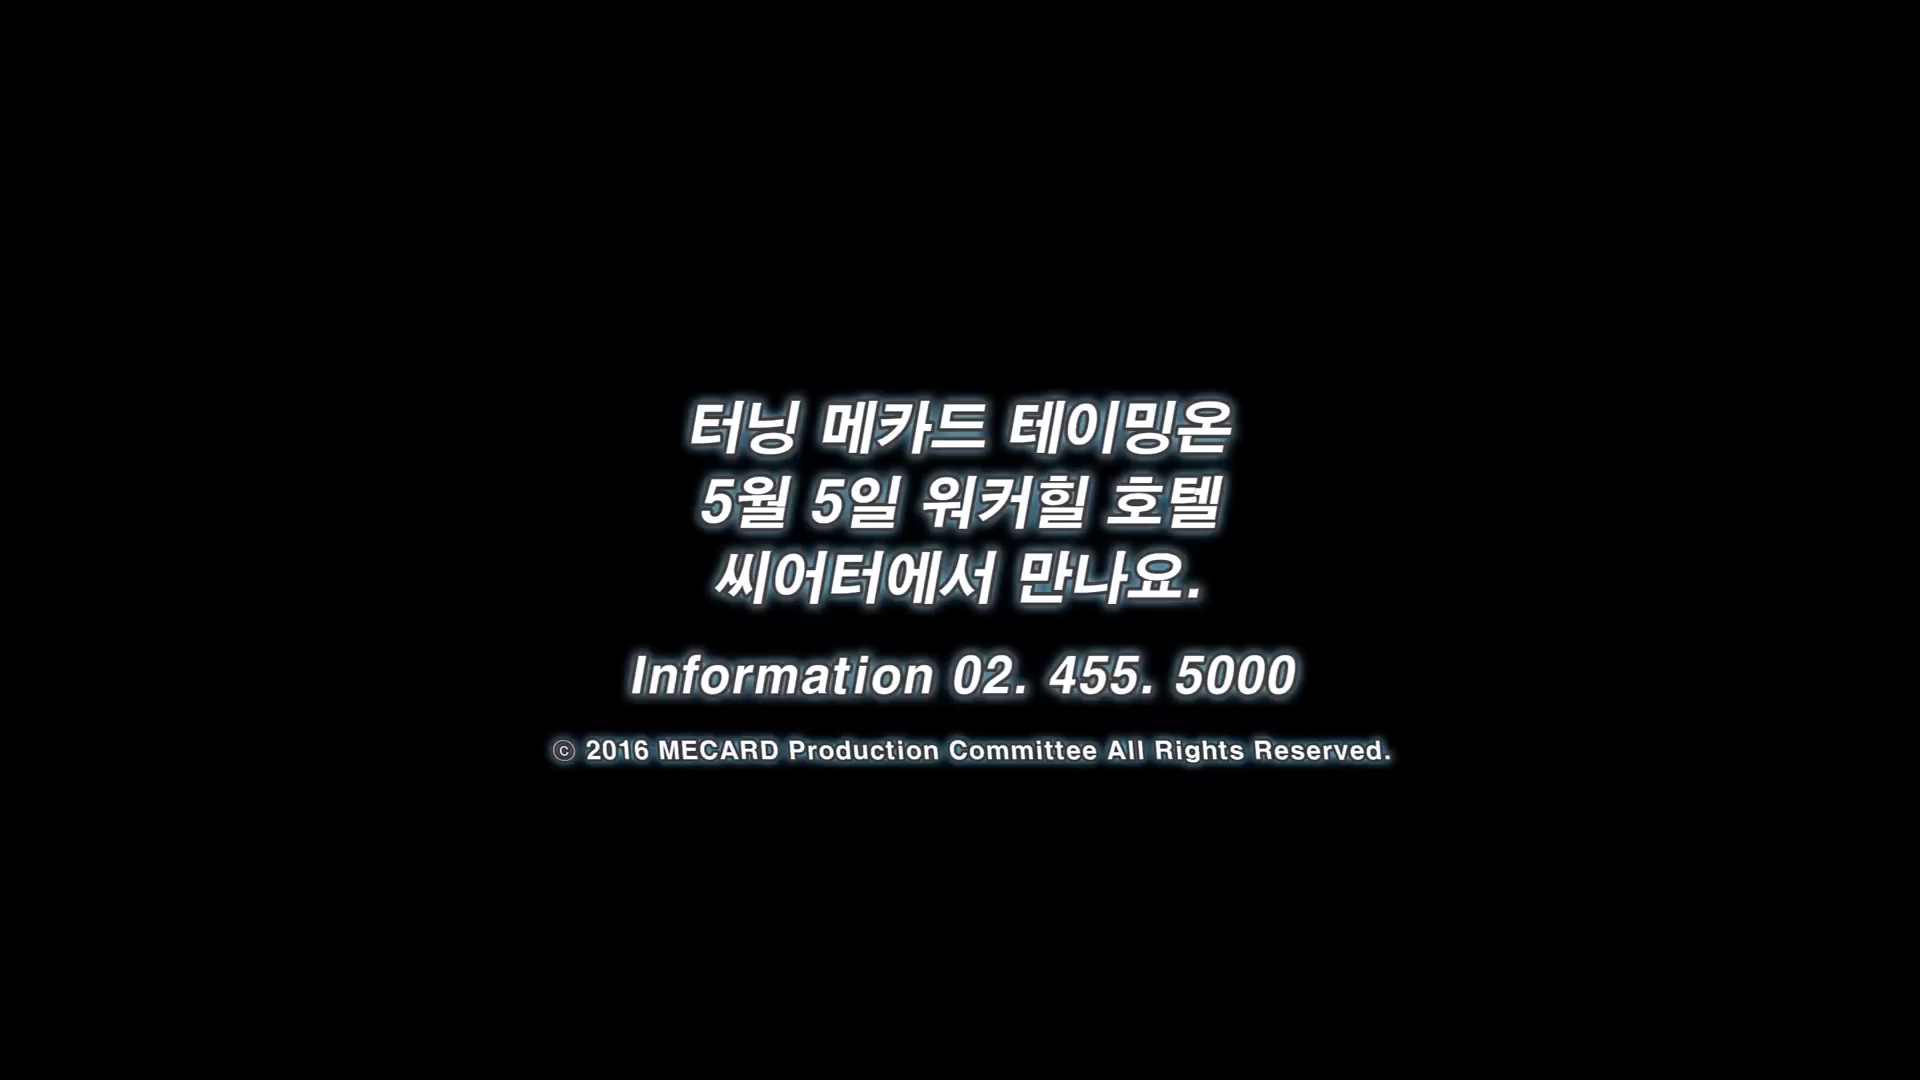 터닝 메카드 테이밍온
5월 5일 워커힐 호텔
씨어터에서 만나요.
Information 02. 455. 5000
ⓒ 2016 MECARD Production Committee All Rights Reserved.